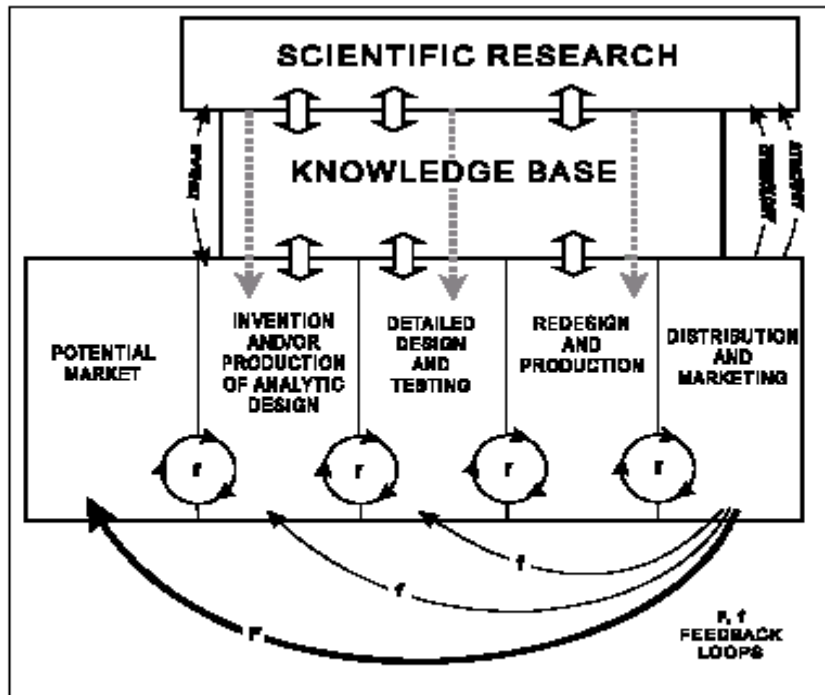 SCIENTIFIC RESEARCH
KNOWLEDGE BASE
POTENTIAL
MARKET
INVENTION
AND/OR
PRODUCTION
OF ANALYTIC
DESIGN
DETAILED
DESIGN
AND
TESTING
REDESIGN
AND
PRODUCTION
DISTRIBUTION
AND
MARKETING
r
r
r
r
f
f
F
F, f
FEEDBACK
LOOPS